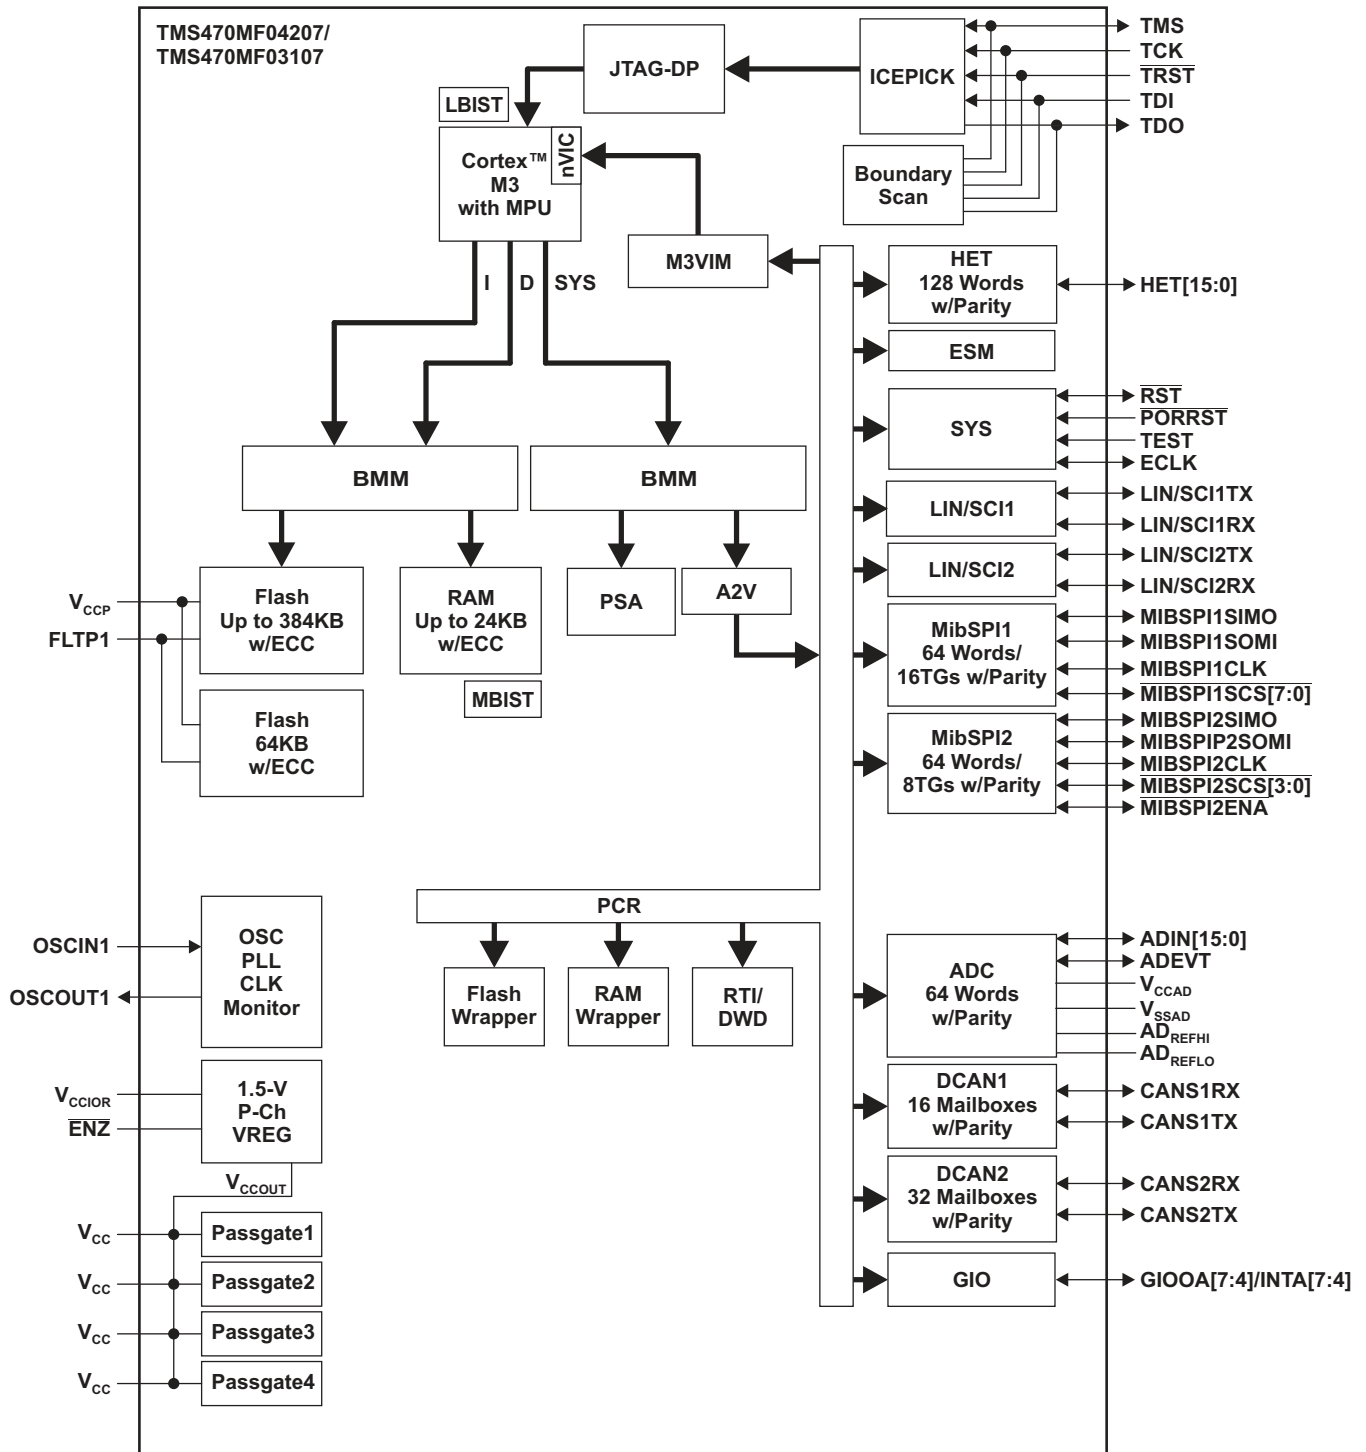 TMS470MF04207/
TMS470MF03107
JTAG-DP
ICEPICK
TMS
TCK
TRST
TDI
TDO
LBIST
Cortex™
M3
with MPU
nVIC
Boundary
Scan
M3VIM
I
D
SYS
HET
128 Words
w/Parity
HET[15:0]
ESM
SYS
RST
PORRST
TEST
ECLK
BMM
BMM
LIN/SCI1
LIN/SCI1TX
LIN/SCI1RX
LIN/SCI2
LIN/SCI2TX
LIN/SCI2RX
VCCP
FLTP1
Flash
Up to 384KB
w/ECC
RAM
Up to 24KB
w/ECC
PSA
A2V
MBIST
Flash
64KB
w/ECC
MibSPI1
64 Words/
16TGs w/Parity
MIBSPI1SIMO
MIBSPI1SOMI
MIBSPI1CLK
MIBSPI1SCS[7:0]
MibSPI2
64 Words/
8TGs w/Parity
MIBSPI2SIMO
MIBSPIP2SOMI
MIBSPI2CLK
MIBSPI2SCS[3:0]
MIBSPI2ENA
PCR
OSCIN1
OSCOUT1
OSC
PLL
CLK
Monitor
Flash
Wrapper
RAM
Wrapper
RTI/
DWD
ADC
64 Words
w/Parity
ADIN[15:0]
ADEVT
VCCAD
VSSAD
ADREFHI
ADREFLO
VCCIOR
ENZ
1.5-V
P-Ch
VREG
VCCOUT
DCAN1
16 Mailboxes
w/Parity
CANS1RX
CANS1TX
DCAN2
32 Mailboxes
w/Parity
CANS2RX
CANS2TX
VCC
Passgate1
VCC
Passgate2
VCC
Passgate3
VCC
Passgate4
GIO
GIOOA[7:4]/INTA[7:4]